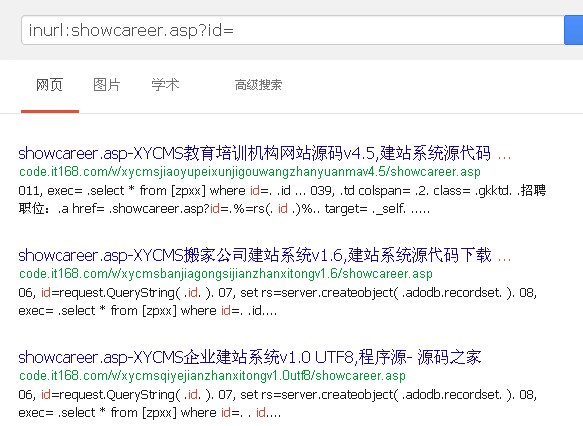 inurl:showcareer.asp?id=
网页 图片 学术 高级搜索
showcareer.asp-XYCMS教育培训机构网站源码v4.5,建站系统源代码 ...
code.it168.com/w/xycmsjiaoyupeixunjigouwangzhanyuanmav4.5/showcareer.asp
011, exec= .select * from [zpxx] where id=. .id ... 039, .td colspan= .2. class= .gkktd. .招聘
职位: .a href= .showcareer.asp?id=.%=rs(. id .)%.. target= ._self. .....
showcareer.asp-XYCMS搬家公司建站系统v1.6,建站系统源代码下载 ...
code.it168.com/w/xycmsbanjiagongsijianzhanxitongv1.6/showcareer.asp
06, id=request.QueryString( .id. ). 07, set rs=server.createobject( .adodb.recordset. ). 08,
exec= .select * from [zpxx] where id=. .id....
showcareer.asp-XYCMS企业建站系统v1.0 UTF8,程序源- 源码之家
code.it168.com/w/xycmsqiyejianzhanxitongv1.0utf8/showcareer.asp
06, id=request.QueryString( .id. ). 07, set rs=server.createobject( .adodb.recordset. ). 08,
exec= .select * from [zpxx] where id=. . id....